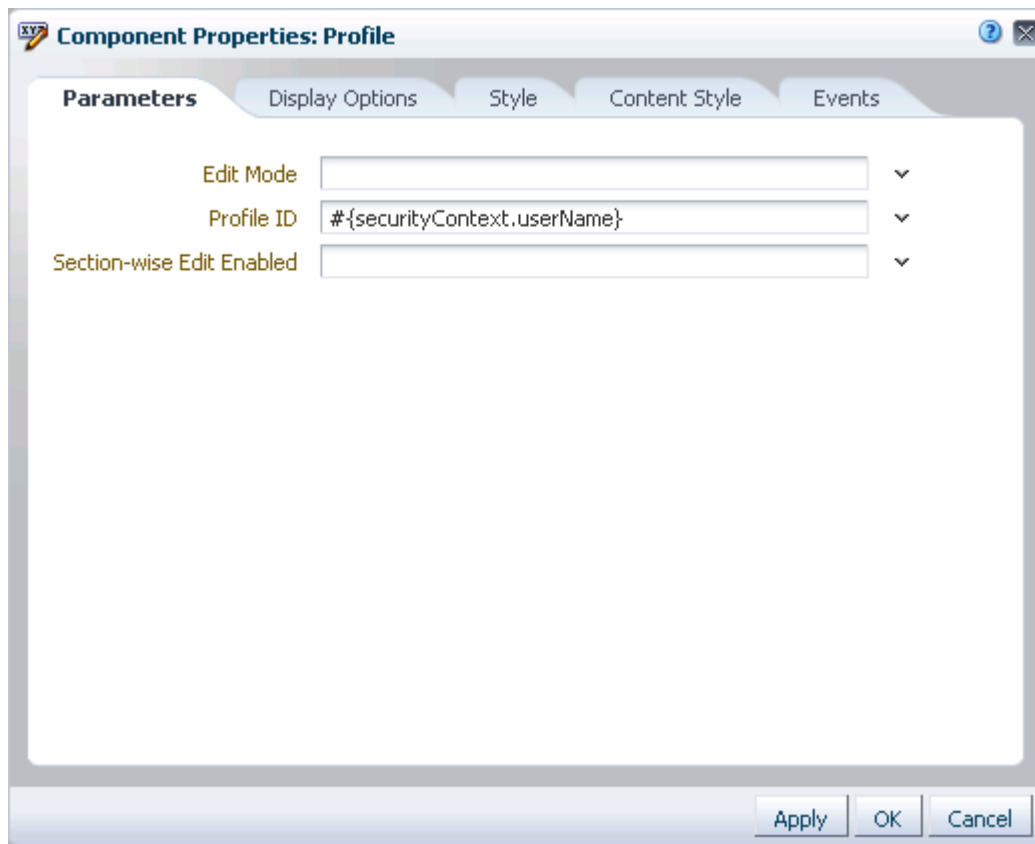 Component Properties: Profile
Parameters Display Options Style Content Style Events
Edit Mode
Profile ID #{securityContext.userName}
Section-wise Edit Enabled
Apply OK Cancel